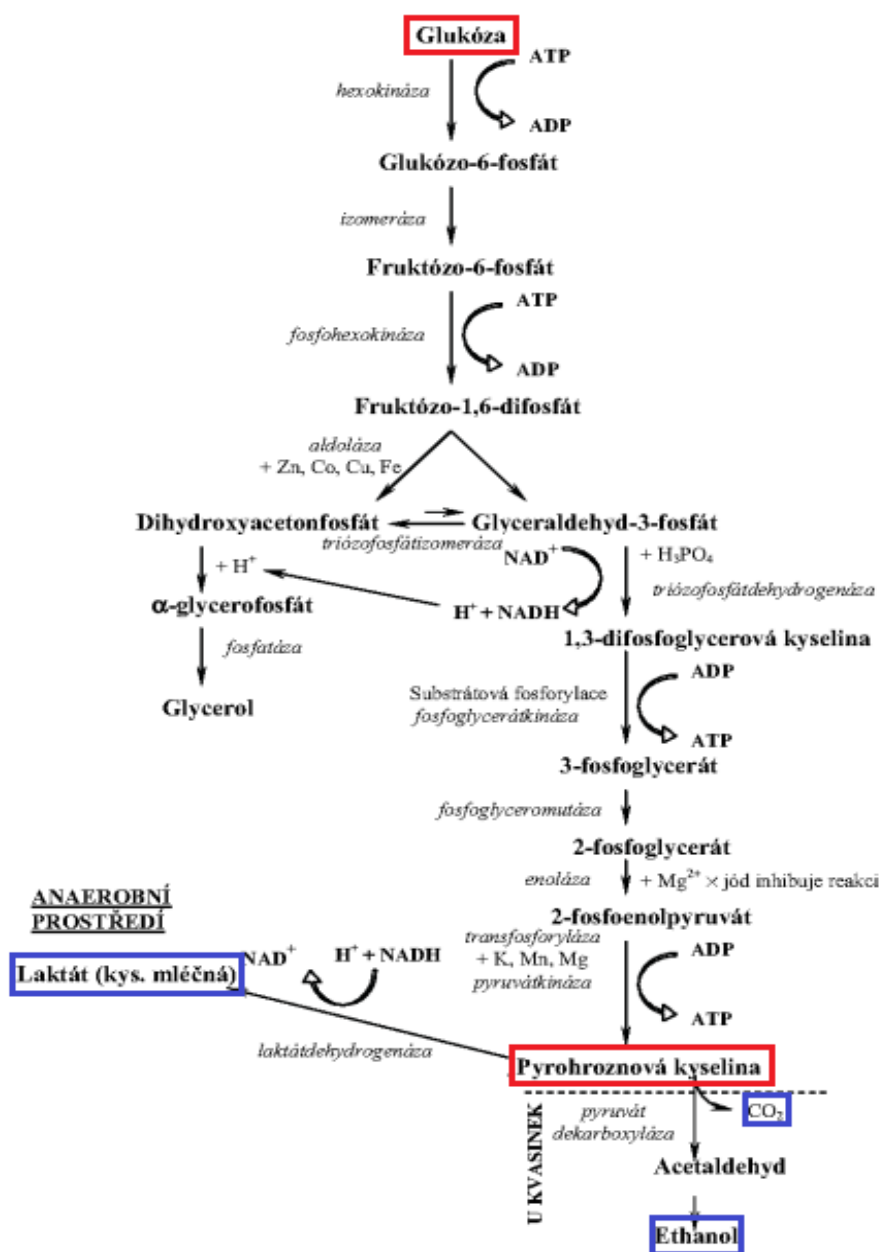 Glukóza
ATP
hexokináza
ADP
Glukózo-6-fosfát
izomeráza
Fruktózo-6-fosfát
ATP
fosfohexokináza
ADP
Fruktózo-1,6-difosfát
aldoláza
+ Zn, Co, Cu, Fe
Dihydroxyacetonfosfát
Glyceraldehyd-3-fosfát
triózofosfátizomeráza
NAD⁺
+ H₃PO₄
+ H⁺
triózofosfátdehydrogenáza
α-glycerofosfát
H⁺ + NADH
1,3-difosfoglycerová kyselina
fosfatáza
ADP
Substrátová fosforylace
fosfoglycerátkináza
Glycerol
ATP
3-fosfoglycerát
fosfoglyceromutáza
2-fosfoglycerát
enoláza
+ Mg²⁺ × jód inhibuje reakci
ANAEROBNÍ
PROSTŘEDÍ
2-fosfoenolpyruvát
transfosforyláza
+ K, Mn, Mg
pyruvátkináza
ADP
Laktát (kys. mléčná)
NAD⁺
H⁺ + NADH
ATP
laktátdehydrogenáza
Pyrohroznová kyselina
U KVASINEK
pyruvát
dekarboxyláza
CO₂
Acetaldehyd
Ethanol